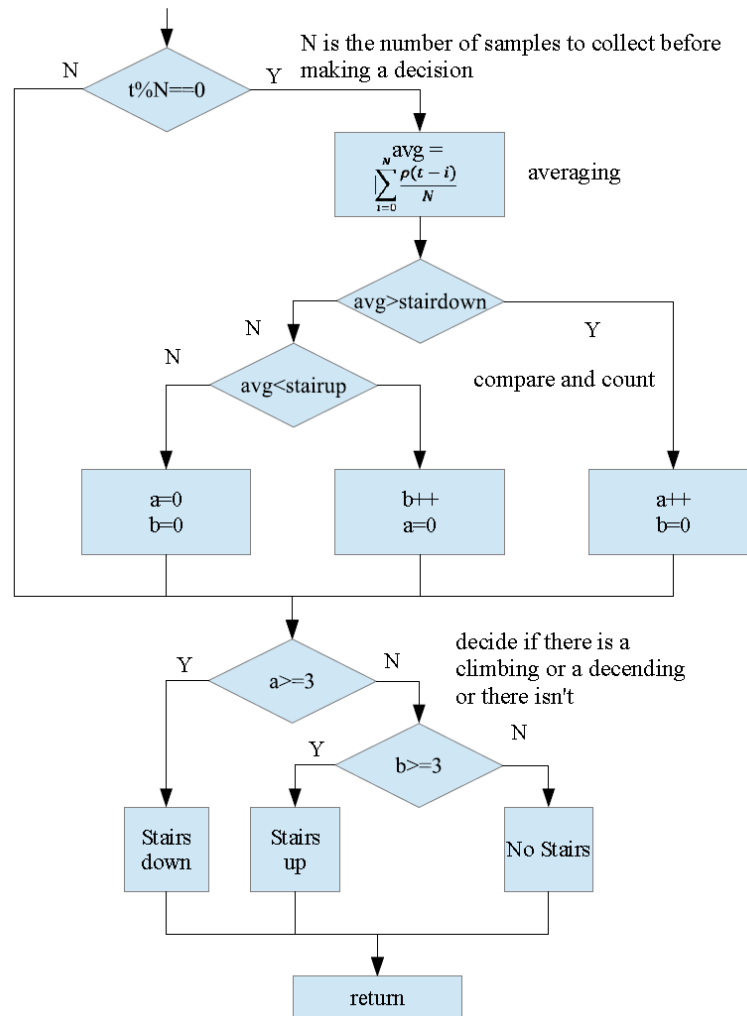 N is the number of samples to collect before
making a decision
N
t%N==0
Y
avg =
∑_{i=0}^{N} ρ(t − i)/N
averaging
avg>stairdown
N
Y
N
avg<stairup
compare and count
a=0
b=0
b++
a=0
a++
b=0
decide if there is a
climbing or a decending
or there isn't
Y
a>=3
N
Y
b>=3
N
Stairs
down
Stairs
up
No Stairs
return